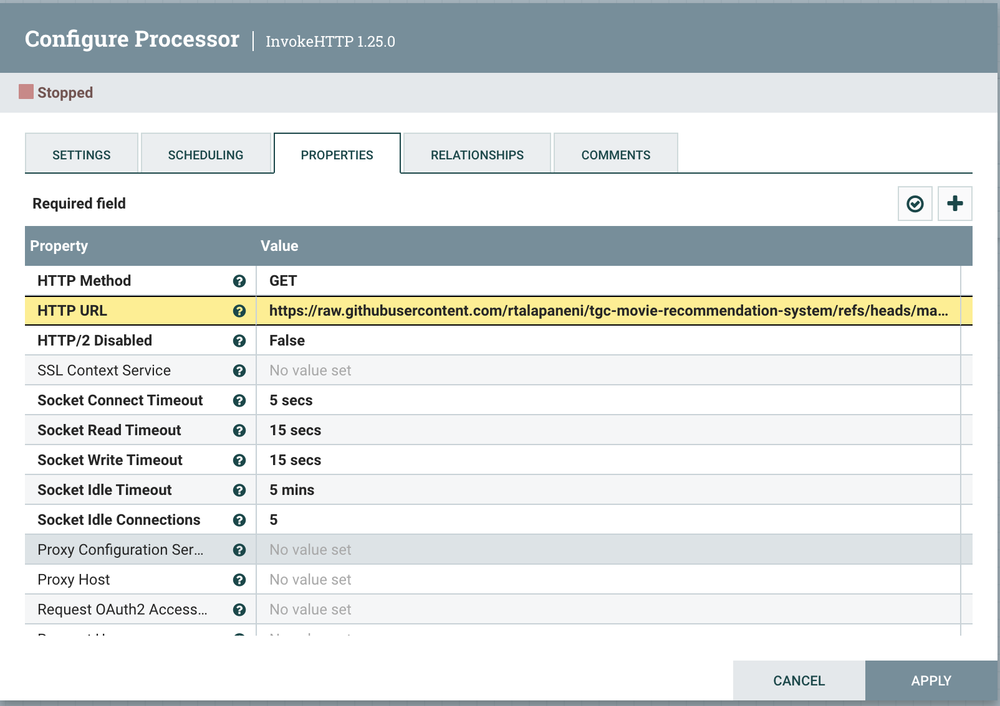 Configure Processor | InvokeHTTP 1.25.0
Stopped
SETTINGS SCHEDULING PROPERTIES RELATIONSHIPS COMMENTS
Required field
Property Value
HTTP Method GET
HTTP URL https://raw.githubusercontent.com/rtalapaneni/tgc-movie-recommendation-system/refs/heads/ma...
HTTP/2 Disabled False
SSL Context Service No value set
Socket Connect Timeout 5 secs
Socket Read Timeout 15 secs
Socket Write Timeout 15 secs
Socket Idle Timeout 5 mins
Socket Idle Connections 5
Proxy Configuration Ser... No value set
Proxy Host No value set
Request OAuth2 Access... No value set
CANCEL APPLY